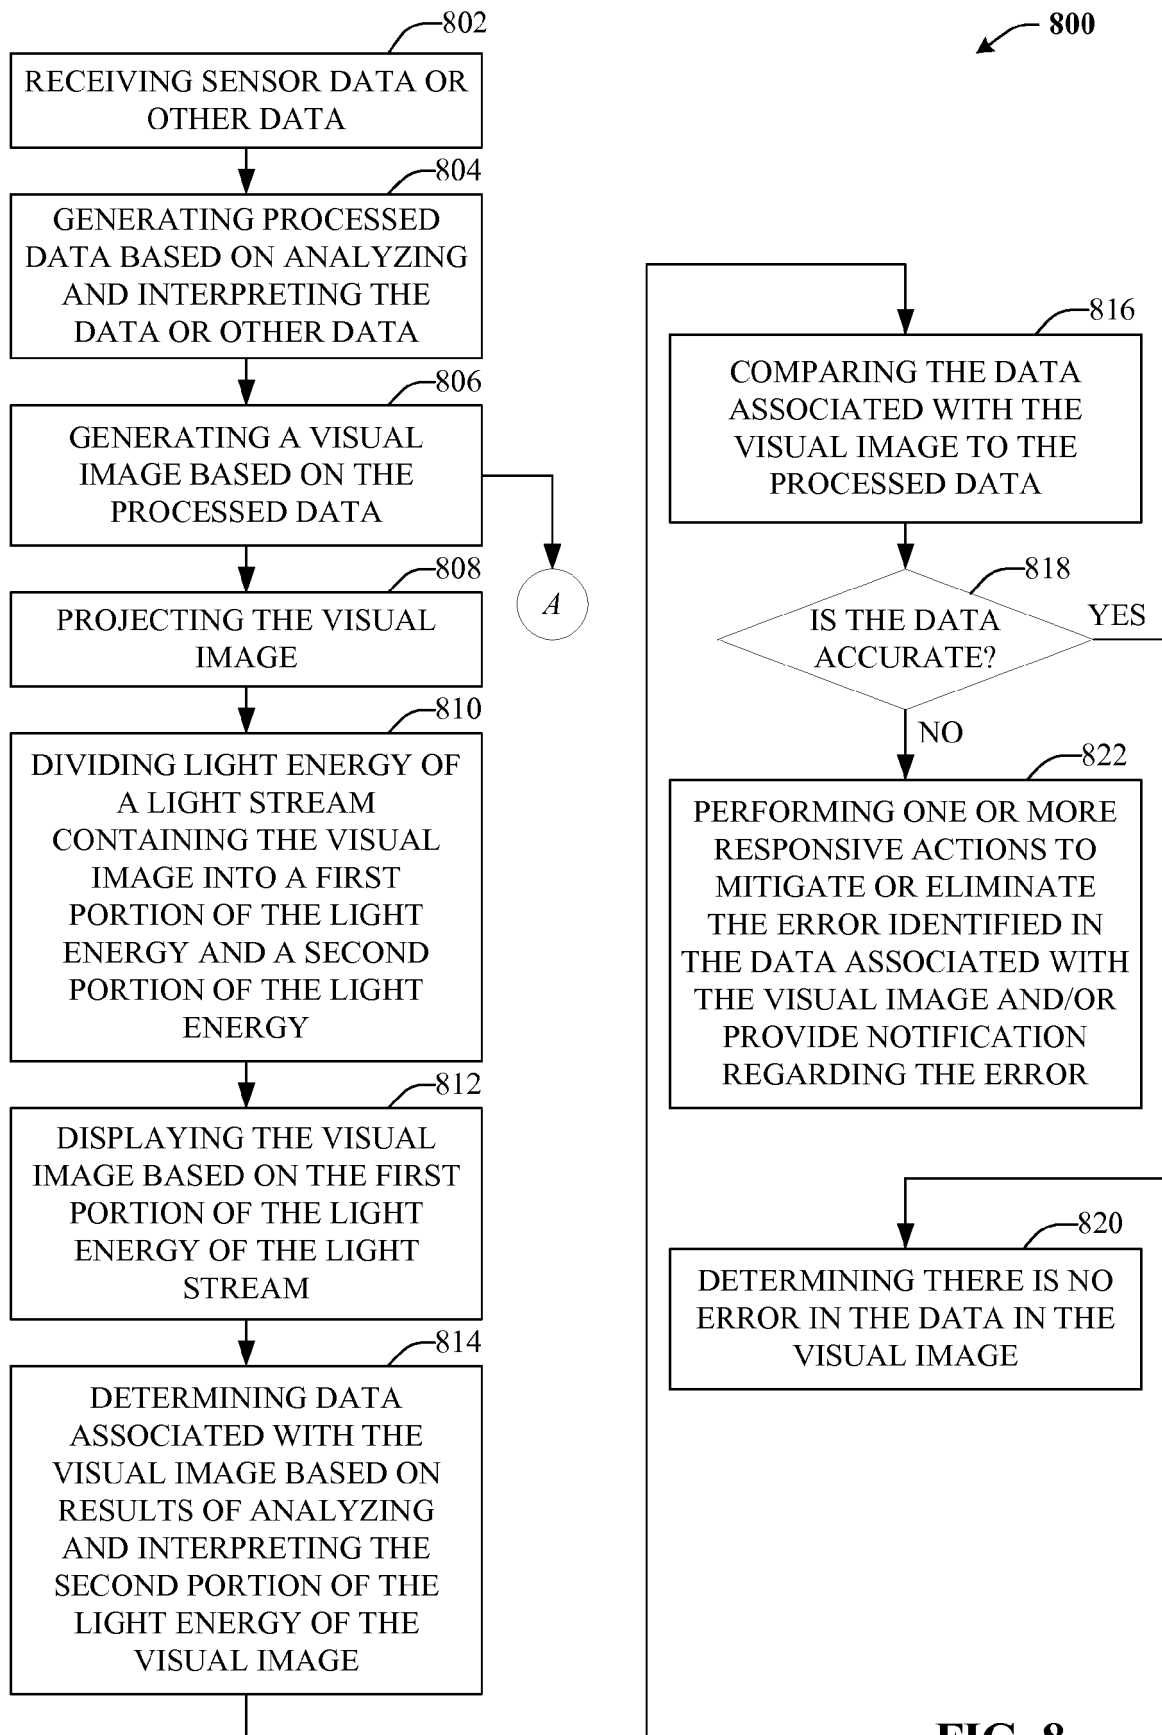 802
RECEIVING SENSOR DATA OR
OTHER DATA
804
GENERATING PROCESSED
DATA BASED ON ANALYZING
AND INTERPRETING THE
DATA OR OTHER DATA
806
GENERATING A VISUAL
IMAGE BASED ON THE
PROCESSED DATA
A
808
PROJECTING THE VISUAL
IMAGE
810
DIVIDING LIGHT ENERGY OF
A LIGHT STREAM
CONTAINING THE VISUAL
IMAGE INTO A FIRST
PORTION OF THE LIGHT
ENERGY AND A SECOND
PORTION OF THE LIGHT
ENERGY
812
DISPLAYING THE VISUAL
IMAGE BASED ON THE FIRST
PORTION OF THE LIGHT
ENERGY OF THE LIGHT
STREAM
814
DETERMINING DATA
ASSOCIATED WITH THE
VISUAL IMAGE BASED ON
RESULTS OF ANALYZING
AND INTERPRETING THE
SECOND PORTION OF THE
LIGHT ENERGY OF THE
VISUAL IMAGE
800
816
COMPARING THE DATA
ASSOCIATED WITH THE
VISUAL IMAGE TO THE
PROCESSED DATA
818
IS THE DATA
ACCURATE?
YES
NO
822
PERFORMING ONE OR MORE
RESPONSIVE ACTIONS TO
MITIGATE OR ELIMINATE
THE ERROR IDENTIFIED IN
THE DATA ASSOCIATED WITH
THE VISUAL IMAGE AND/OR
PROVIDE NOTIFICATION
REGARDING THE ERROR
820
DETERMINING THERE IS NO
ERROR IN THE DATA IN THE
VISUAL IMAGE
FIG. 8